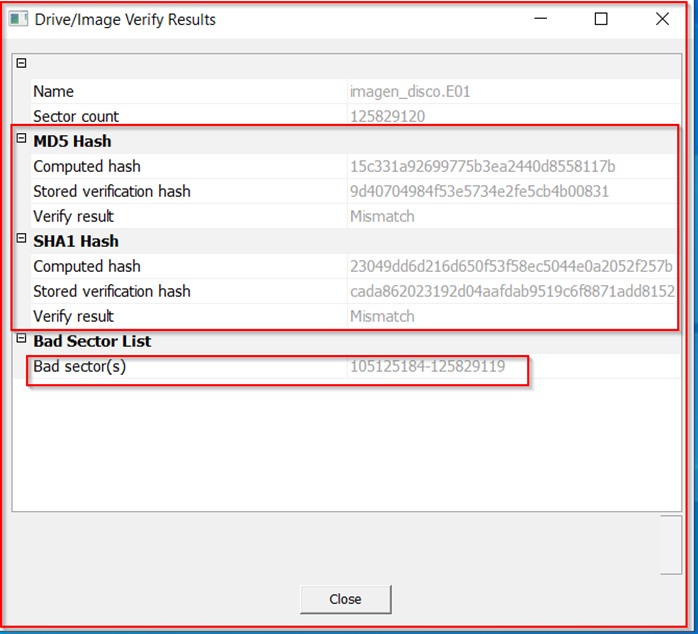 Drive/Image Verify Results
Name imagen_disco.E01
Sector count 125829120
MD5 Hash
Computed hash 15c331a92699775b3ea2440d8558117b
Stored verification hash 9d40704984f53e5734e2fe5cb4b00831
Verify result Mismatch
SHA1 Hash
Computed hash 23049dd6d216d650f53f58ec5044e0a2052f257b
Stored verification hash cada862023192d04aafdab9519c6f8871add8152
Verify result Mismatch
Bad Sector List
Bad sector(s) 105125184-125829119
Close